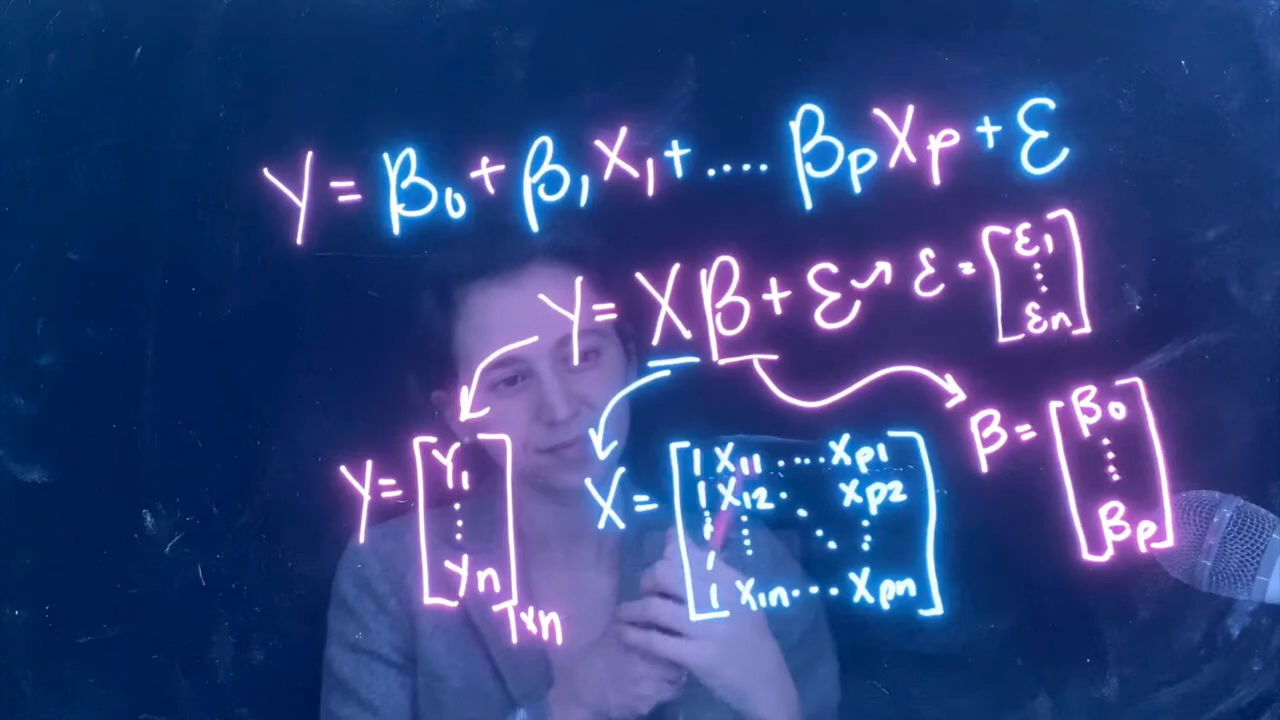 Y = β₀ + β₁X₁ + .... βpXp + ε
Y = Xβ + ε → ε = [ε₁ ⋮ εn]
Y = [Y₁ ⋮ Yn] 1xn
X = [1 X₁₁ .... Xp₁
1 X₁₂ . Xp₂
⋮ ⋮ ⋱ ⋮
1 X₁n ... Xpn]
β = [β₀ ⋮ βp]